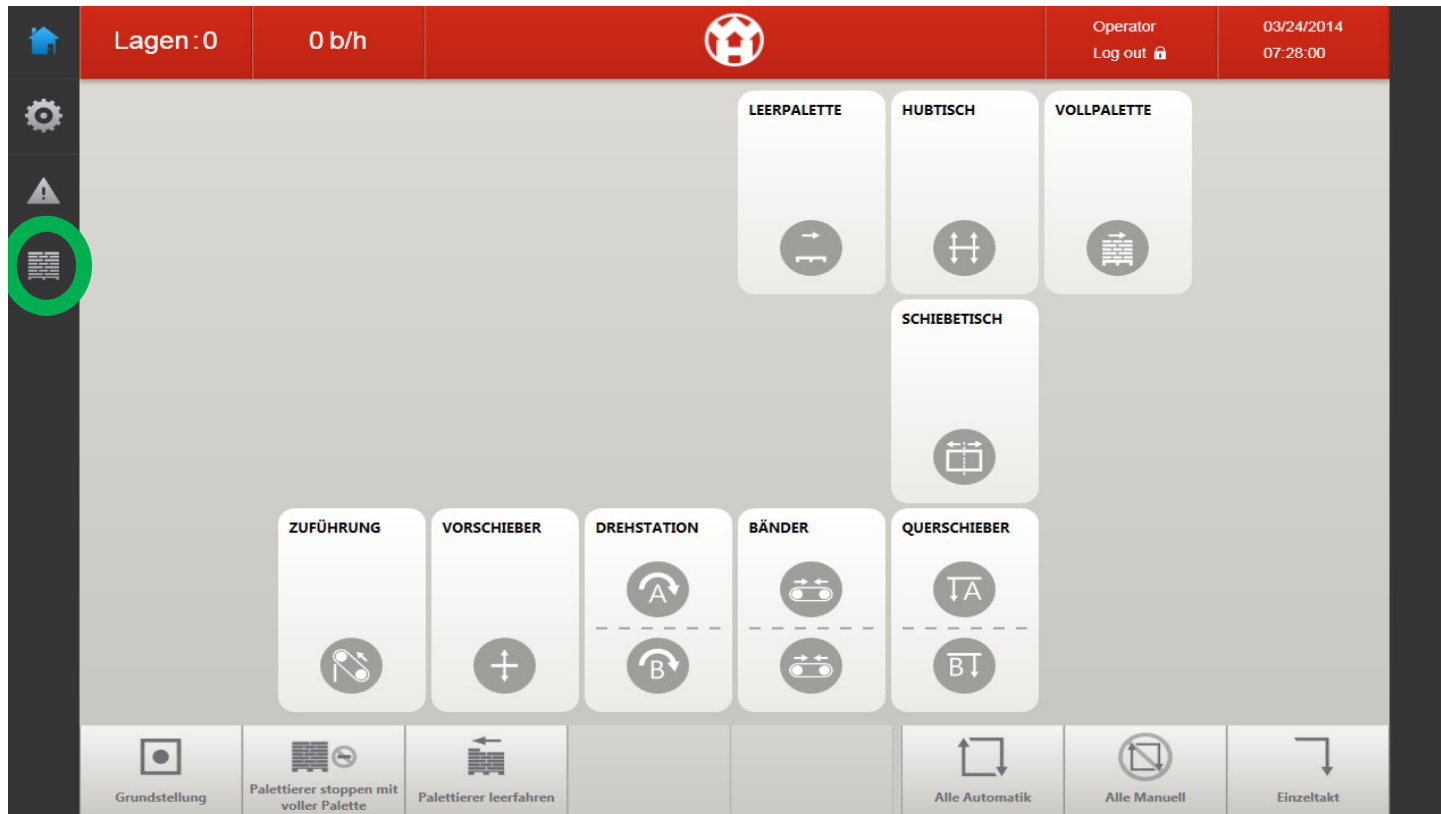 Lagen:0
0 b/h
Operator
Log out
03/24/2014
07:28:00
LEERPALETTE
HUBTISCH
VOLLPALETTE
SCHIEBETISCH
ZUFÜHRUNG
VORSCHIEBER
DREHSTATION
BÄNDER
QUERSCHIEBER
A
A
B
B
Grundstellung
Palettierer stoppen mit
voller Palette
Palettierer leerfahren
Alle Automatik
Alle Manuell
Einzeltakt